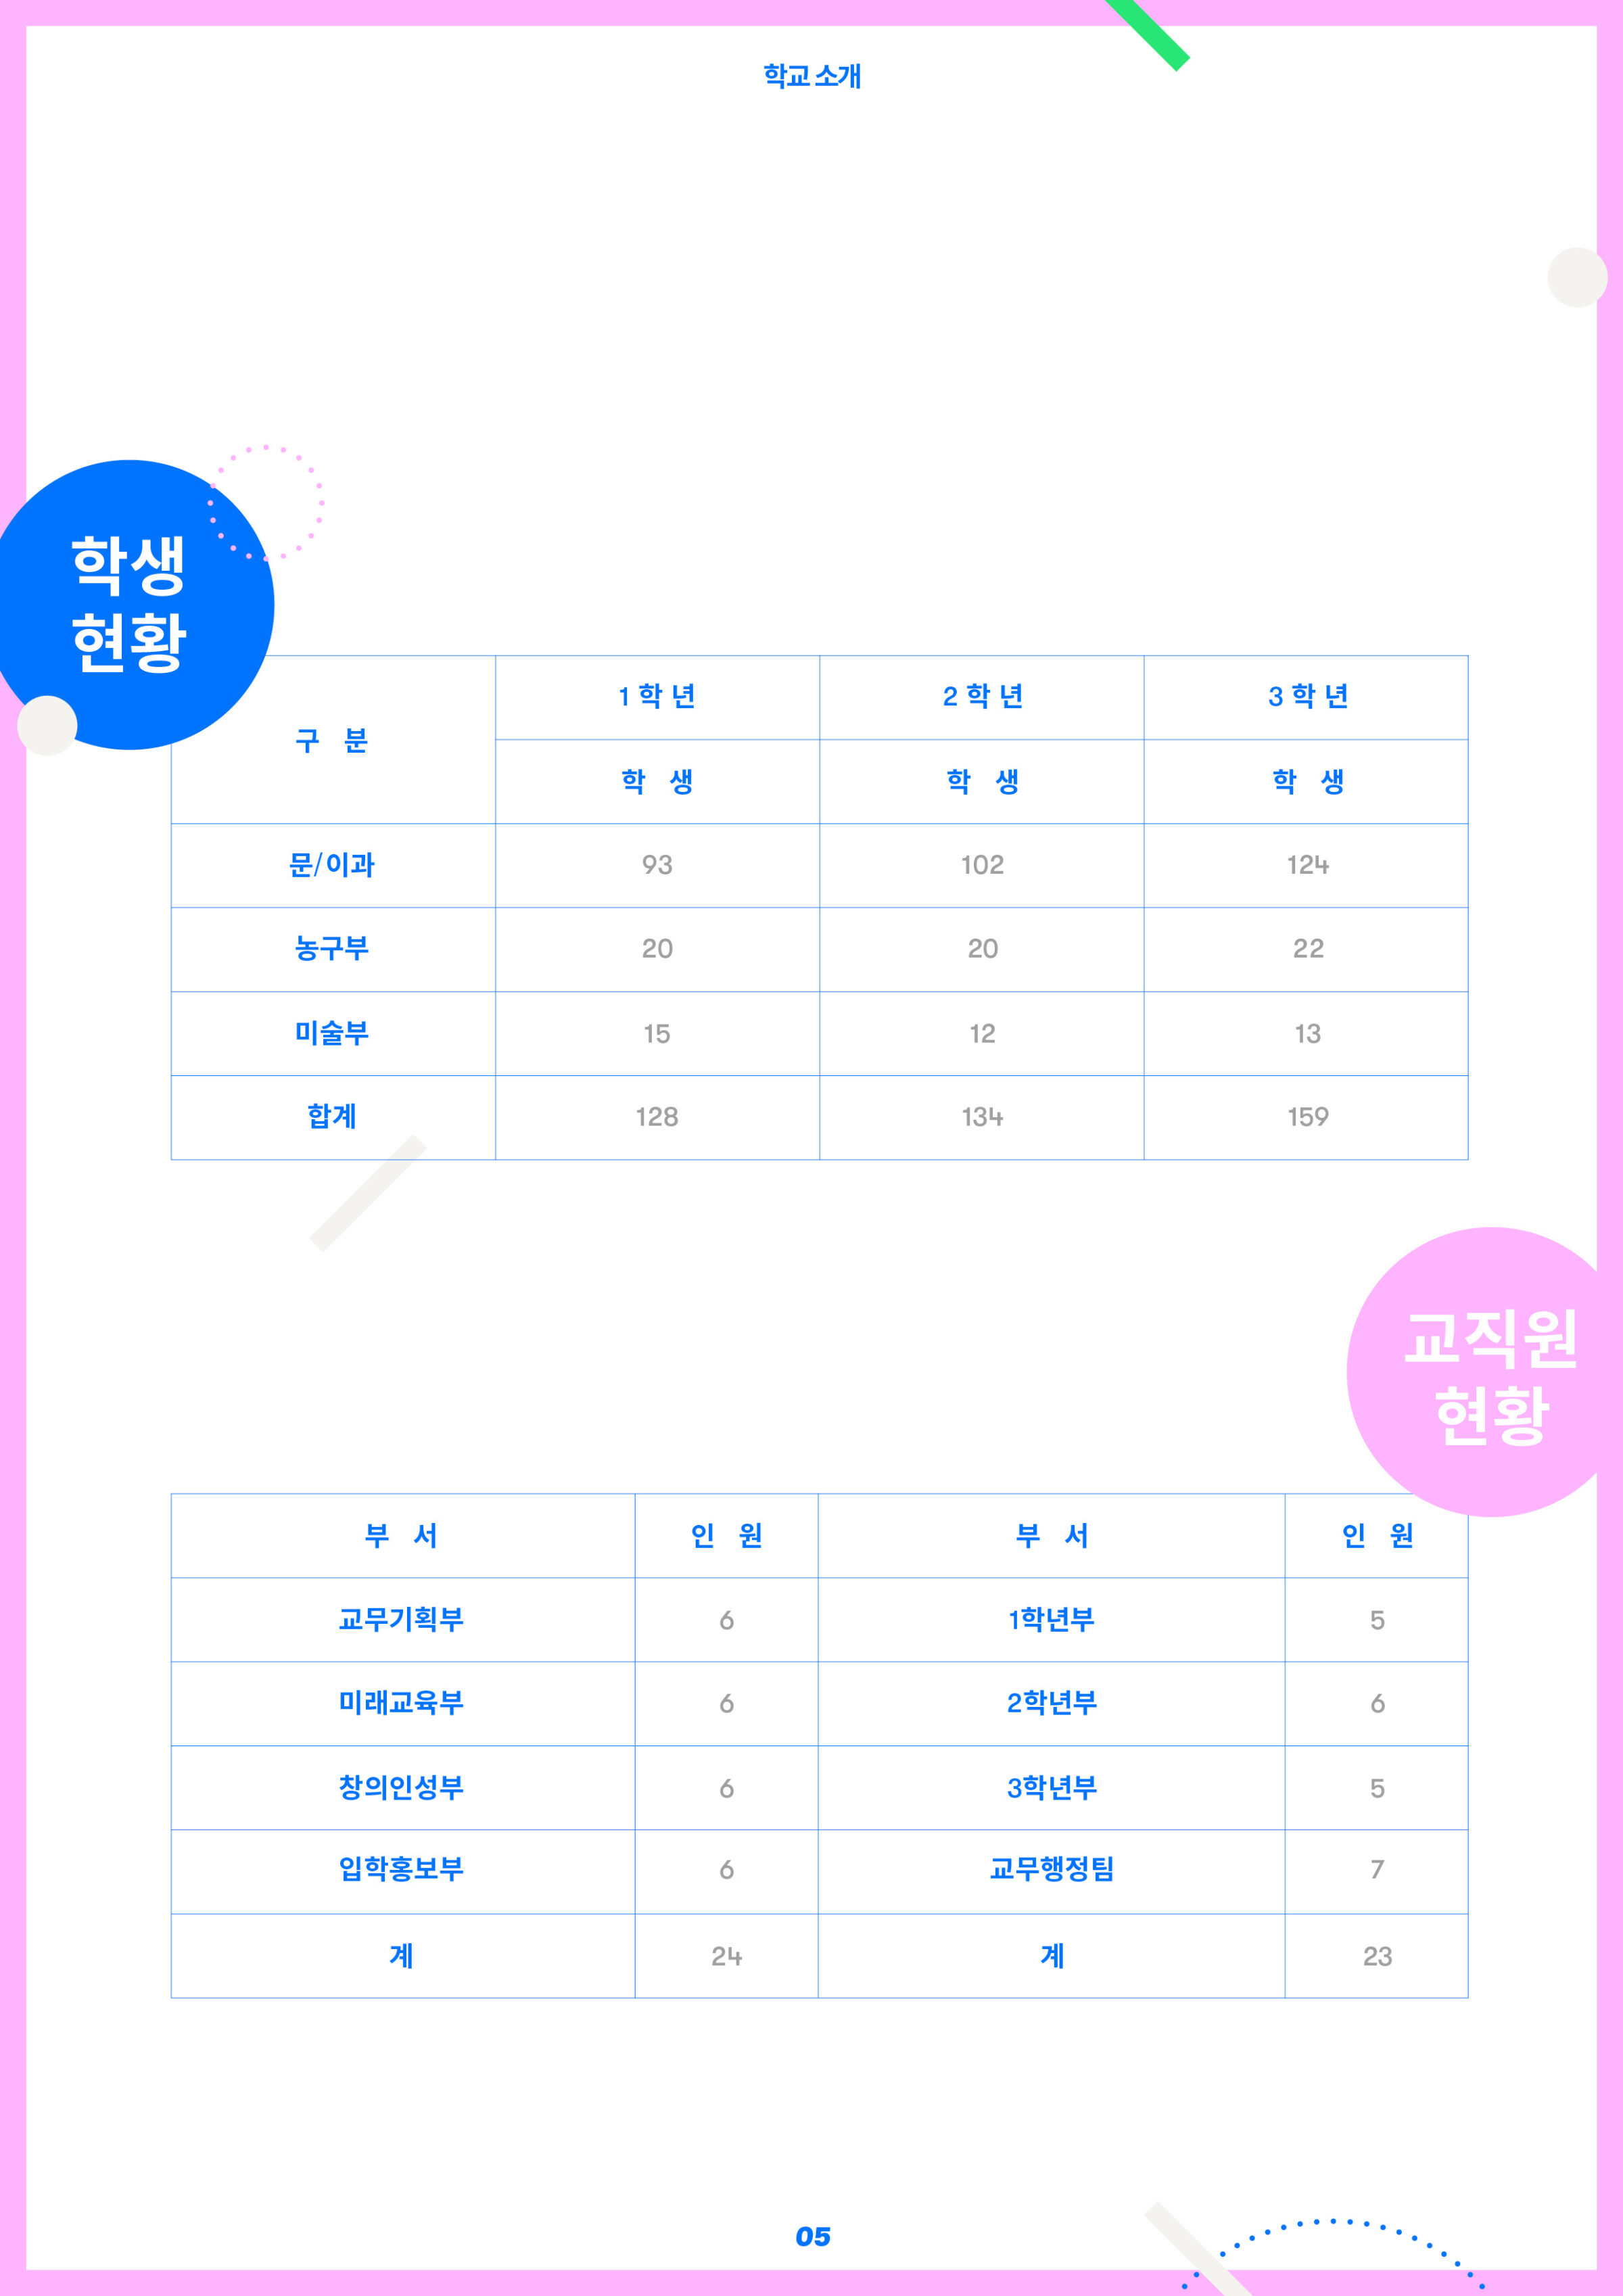 학교 소개
학생
현황
구 분 1 학 년 2 학 년 3 학 년
학 생 학 생 학 생
문/이과 93 102 124
농구부 20 20 22
미술부 15 12 13
합계 128 134 159
교직원
현황
부 서 인 원 부 서 인 원
교무기획부 6 1학년부 5
미래교육부 6 2학년부 6
창의인성부 6 3학년부 5
입학홍보부 6 교무행정팀 7
계 24 계 23
05